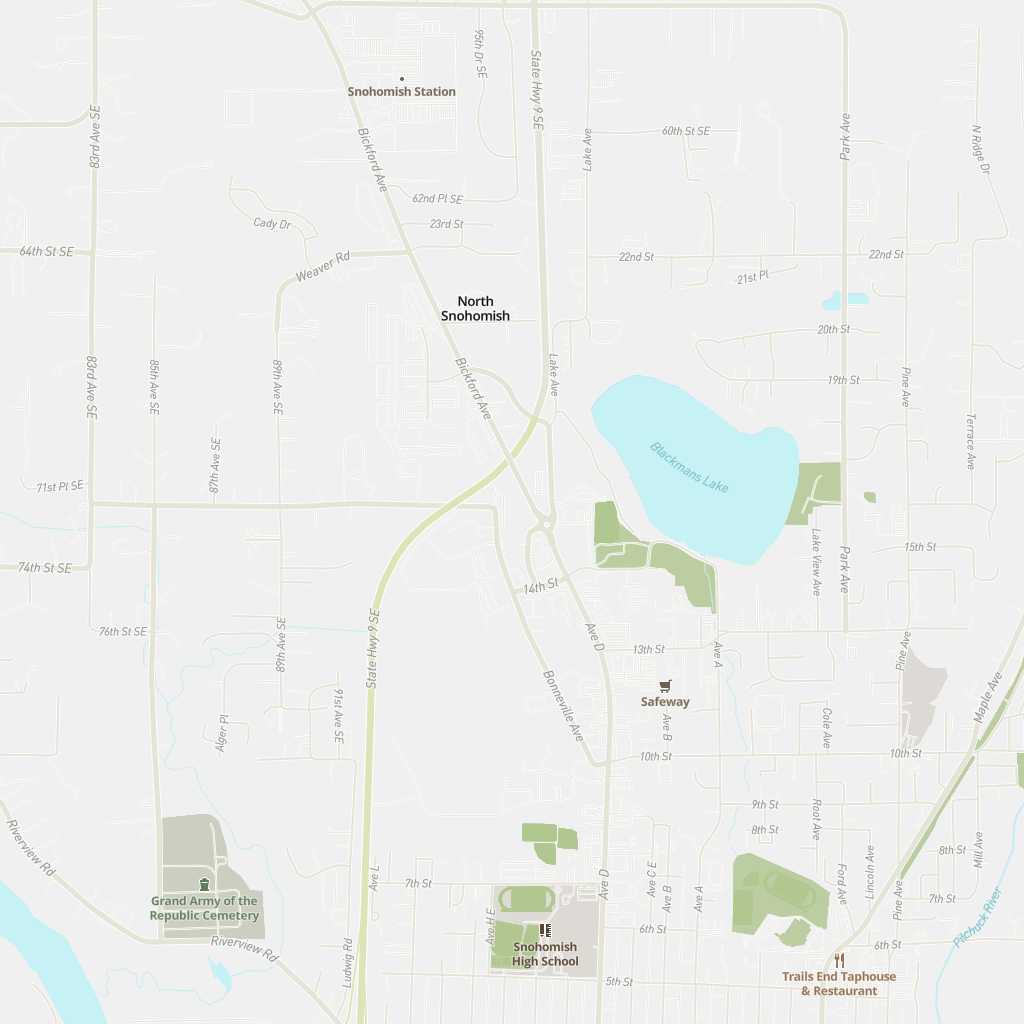 95th Dr SE
State Hwy 9 SE
Snohomish Station
83rd Ave SE
Bickford Ave
Lake Ave
60th St SE
Park Ave
N Ridge Dr
62nd Pl SE
23rd St
Cady Dr
64th St SE
Weaver Rd
22nd St
22nd St
21st Pl
North
Snohomish
20th St
83rd Ave SE
85th Ave SE
89th Ave SE
Bickford Ave
Lake Ave
19th St
Pine Ave
Terrace Ave
87th Ave SE
Blackmans Lake
71st Pl SE
74th St SE
Lake View Ave
Park Ave
15th St
14th St
76th St SE
89th Ave SE
State Hwy 9 SE
Ave D
13th St
Ave A
Pine Ave
Maple Ave
Safeway
Alger Pl
91st Ave SE
Bonneville Ave
Ave B
Cole Ave
10th St
10th St
9th St
8th St
Root Ave
Riverview Rd
8th St
Mill Ave
Grand Army of the
Republic Cemetery
Ave L
7th St
Ave D
Ave C E
Ave B
Ave A
Ford Ave
Lincoln Ave
Pine Ave
7th St
Pilchuck River
Ave H E
6th St
6th St
Riverview Rd
Ludwig Rd
Snohomish
High School
5th St
Trails End Taphouse
& Restaurant